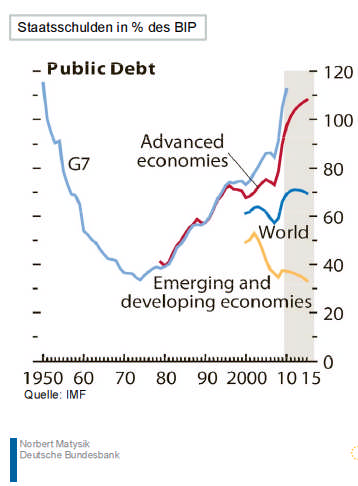 Staatsschulden in % des BIP
Public Debt
120
100
80
60
40
20
0
G7
Advanced
economies
World
Emerging and
developing economies
1950 60 70 80 90 2000 10 15
Quelle: IMF
Norbert Matysik
Deutsche Bundesbank